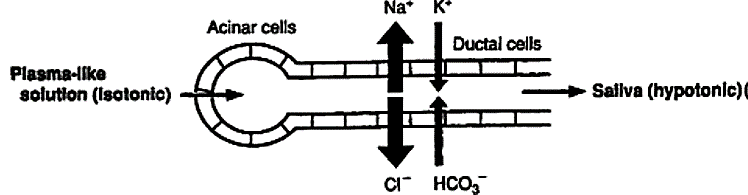 Na⁺ K⁺
Acinar cells
Ductal cells
Plasma-like
solution (isotonic)
Saliva (hypotonic)(
Cl⁻ HCO₃⁻